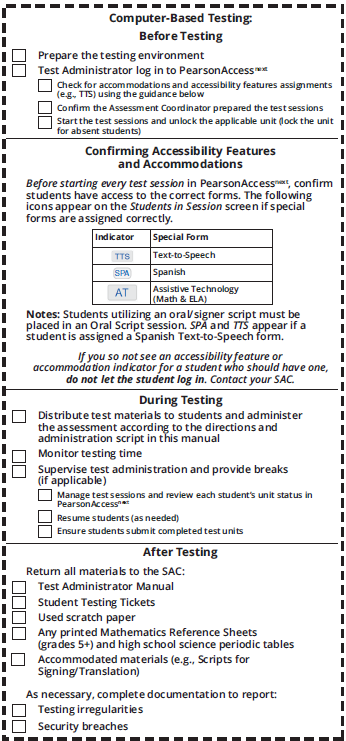 Computer-Based Testing:
Before Testing
Prepare the testing environment
Test Administrator log in to PearsonAccessnext
Check for accommodations and accessibility features assignments
(e.g., TTS) using the guidance below
Confirm the Assessment Coordinator prepared the test sessions
Start the test sessions and unlock the applicable unit (lock the unit
for absent students)
Confirming Accessibility Features
and Accommodations
Before starting every test session in PearsonAccessnext, confirm
students have access to the correct forms. The following
icons appear on the Students in Session screen if special
forms are assigned correctly.
Indicator Special Form
TTS Text-to-Speech
SPA Spanish
AT Assistive Technology
(Math & ELA)
Notes: Students utilizing an oral/signer script must be
placed in an Oral Script session. SPA and TTS appear if a
student is assigned a Spanish Text-to-Speech form.
If you so not see an accessibility feature or
accommodation indicator for a student who should have one,
do not let the student log in. Contact your SAC.
During Testing
Distribute test materials to students and administer
the assessment according to the directions and
administration script in this manual
Monitor testing time
Supervise test administration and provide breaks
(if applicable)
Manage test sessions and review each student's unit status in
PearsonAccessnext
Resume students (as needed)
Ensure students submit completed test units
After Testing
Return all materials to the SAC:
Test Administrator Manual
Student Testing Tickets
Used scratch paper
Any printed Mathematics Reference Sheets
(grades 5+) and high school science periodic tables
Accommodated materials (e.g., Scripts for
Signing/Translation)
As necessary, complete documentation to report:
Testing irregularities
Security breaches